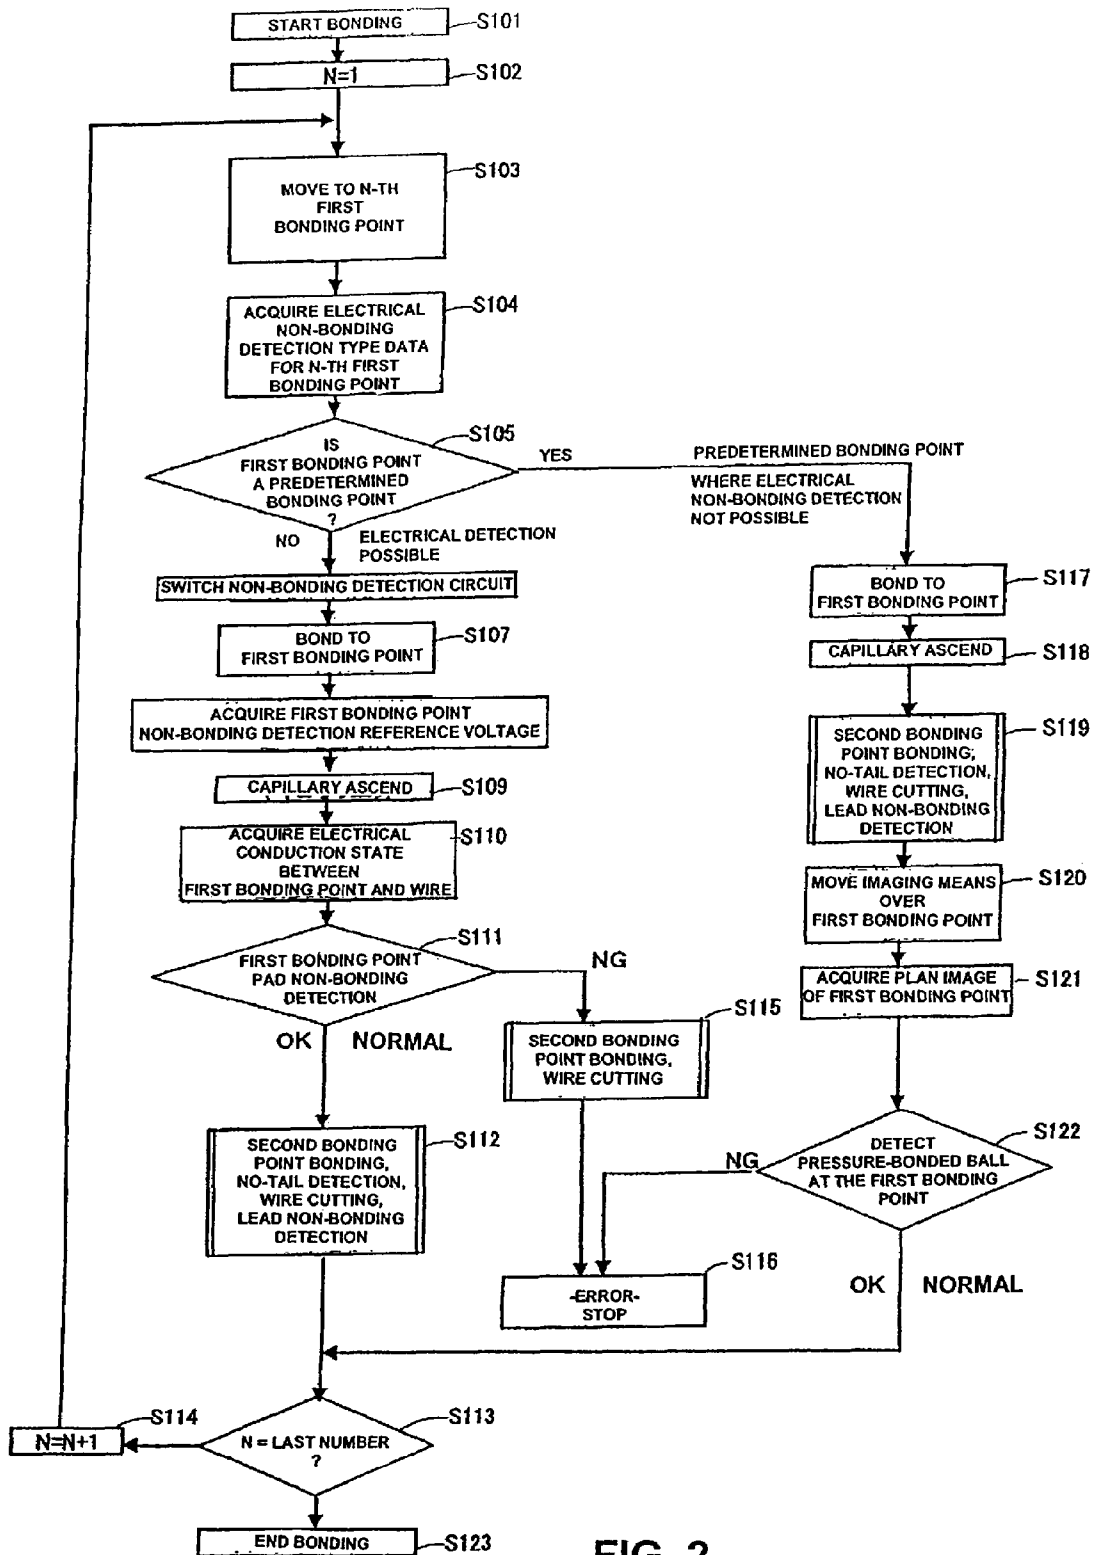 START BONDING
S101
N=1
S102
MOVE TO N-TH
FIRST
BONDING POINT
S103
ACQUIRE ELECTRICAL
NON-BONDING
DETECTION TYPE DATA
FOR N-TH FIRST
BONDING POINT
S104
IS
FIRST BONDING POINT
A PREDETERMINED
BONDING POINT
?
S105
YES
PREDETERMINED BONDING POINT
WHERE ELECTRICAL
NON-BONDING DETECTION
NOT POSSIBLE
NO
ELECTRICAL DETECTION
POSSIBLE
SWITCH NON-BONDING DETECTION CIRCUIT
BOND TO
FIRST BONDING POINT
S107
ACQUIRE FIRST BONDING POINT
NON-BONDING DETECTION REFERENCE VOLTAGE
CAPILLARY ASCEND
S109
ACQUIRE ELECTRICAL
CONDUCTION STATE
BETWEEN
FIRST BONDING POINT AND WIRE
S110
FIRST BONDING POINT
PAD NON-BONDING
DETECTION
S111
NG
OK
NORMAL
SECOND BONDING
POINT BONDING,
WIRE CUTTING
S115
SECOND BONDING
POINT BONDING,
NO-TAIL DETECTION,
WIRE CUTTING,
LEAD NON-BONDING
DETECTION
S112
BOND TO
FIRST BONDING POINT
S117
CAPILLARY ASCEND
S118
SECOND BONDING
POINT BONDING,
NO-TAIL DETECTION,
WIRE CUTTING,
LEAD NON-BONDING
DETECTION
S119
MOVE IMAGING MEANS
OVER
FIRST BONDING POINT
S120
ACQUIRE PLAN IMAGE
OF FIRST BONDING POINT
S121
DETECT
PRESSURE-BONDED BALL
AT THE FIRST BONDING
POINT
S122
NG
OK
NORMAL
-ERROR-
STOP
S116
N = LAST NUMBER
?
S113
N=N+1
S114
END BONDING
S123
FIG. 2